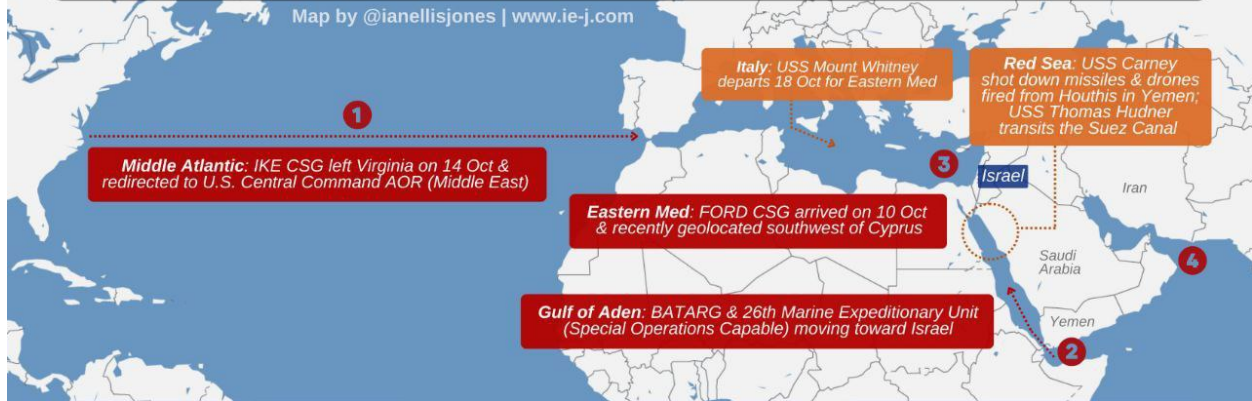 Map by @ianellisjones | www.ie-j.com
Italy: USS Mount Whitney
departs 18 Oct for Eastern Med
Red Sea: USS Carney
shot down missiles & drones
fired from Houthis in Yemen;
USS Thomas Hudner
transits the Suez Canal
1
Middle Atlantic: IKE CSG left Virginia on 14 Oct &
redirected to U.S. Central Command AOR (Middle East)
3
Israel
Iran
Eastern Med: FORD CSG arrived on 10 Oct
& recently geolocated southwest of Cyprus
Saudi
Arabia
4
Gulf of Aden: BATARG & 26th Marine Expeditionary Unit
(Special Operations Capable) moving toward Israel
Yemen
2